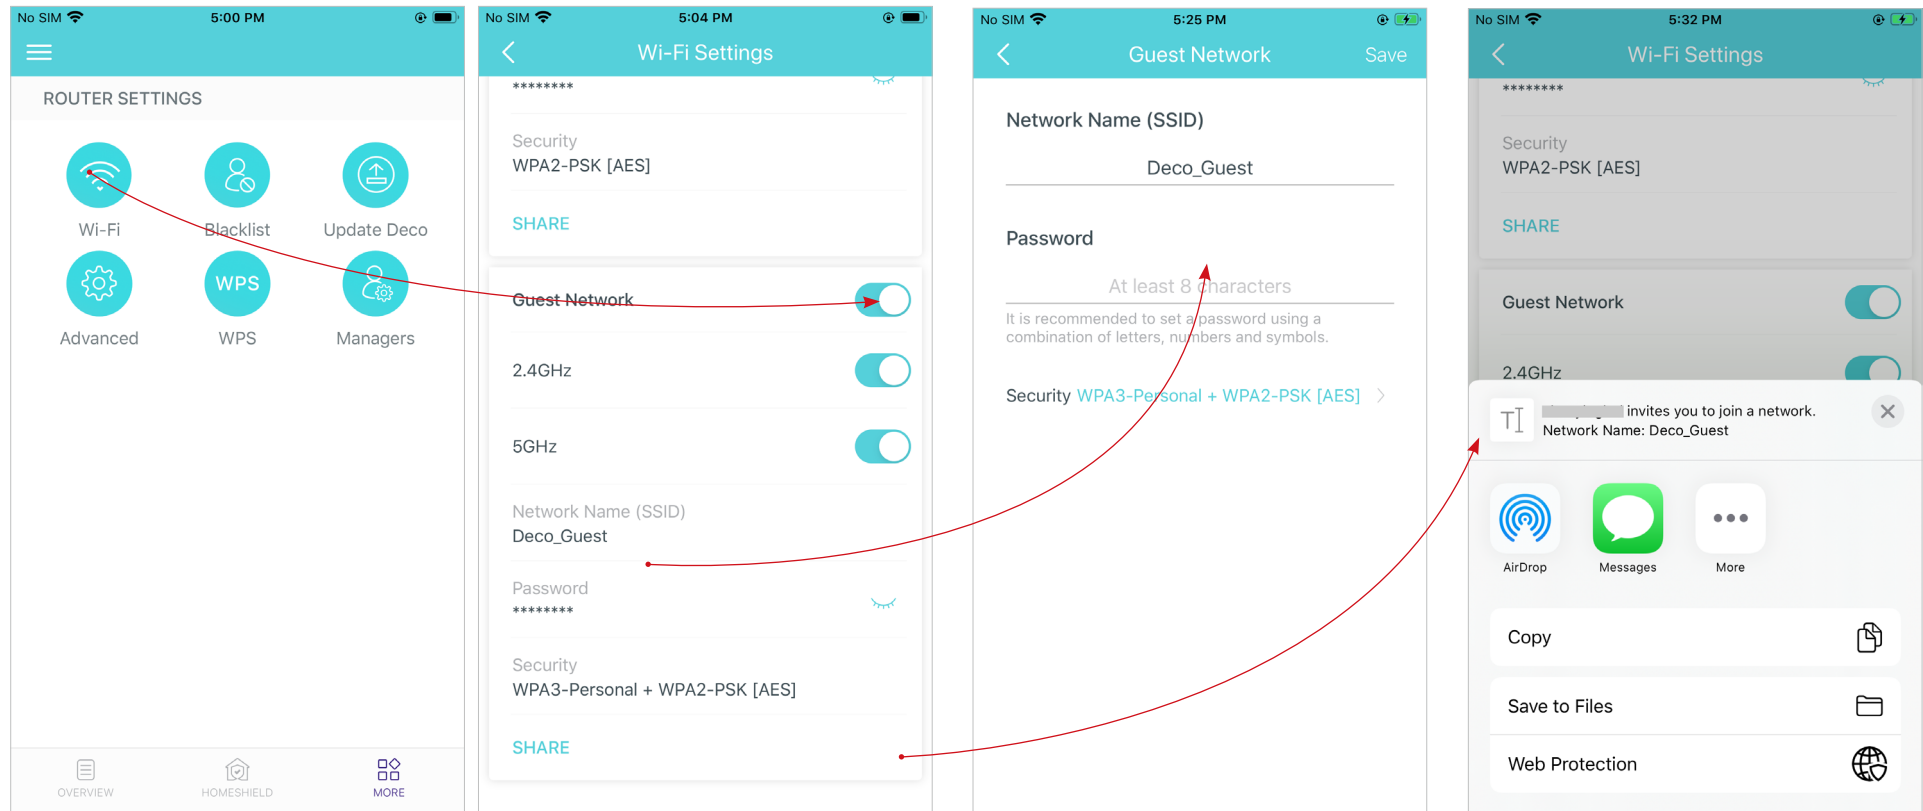 No SIM 5:00 PM
ROUTER SETTINGS
Wi-Fi Blacklist Update Deco
WPS
Advanced WPS Managers
OVERVIEW HOMESHIELD MORE
No SIM 5:04 PM
Wi-Fi Settings
********
Security
WPA2-PSK [AES]
SHARE
Guest Network
2.4GHz
5GHz
Network Name (SSID)
Deco_Guest
Password
********
Security
WPA3-Personal + WPA2-PSK [AES]
SHARE
No SIM 5:25 PM
Guest Network Save
Network Name (SSID)
Deco_Guest
Password
At least 8 characters
It is recommended to set a password using a
combination of letters, numbers and symbols.
Security WPA3-Personal + WPA2-PSK [AES]
No SIM 5:32 PM
Wi-Fi Settings
********
Security
WPA2-PSK [AES]
SHARE
Guest Network
2.4GHz
invites you to join a network.
Network Name: Deco_Guest
AirDrop Messages More
Copy
Save to Files
Web Protection